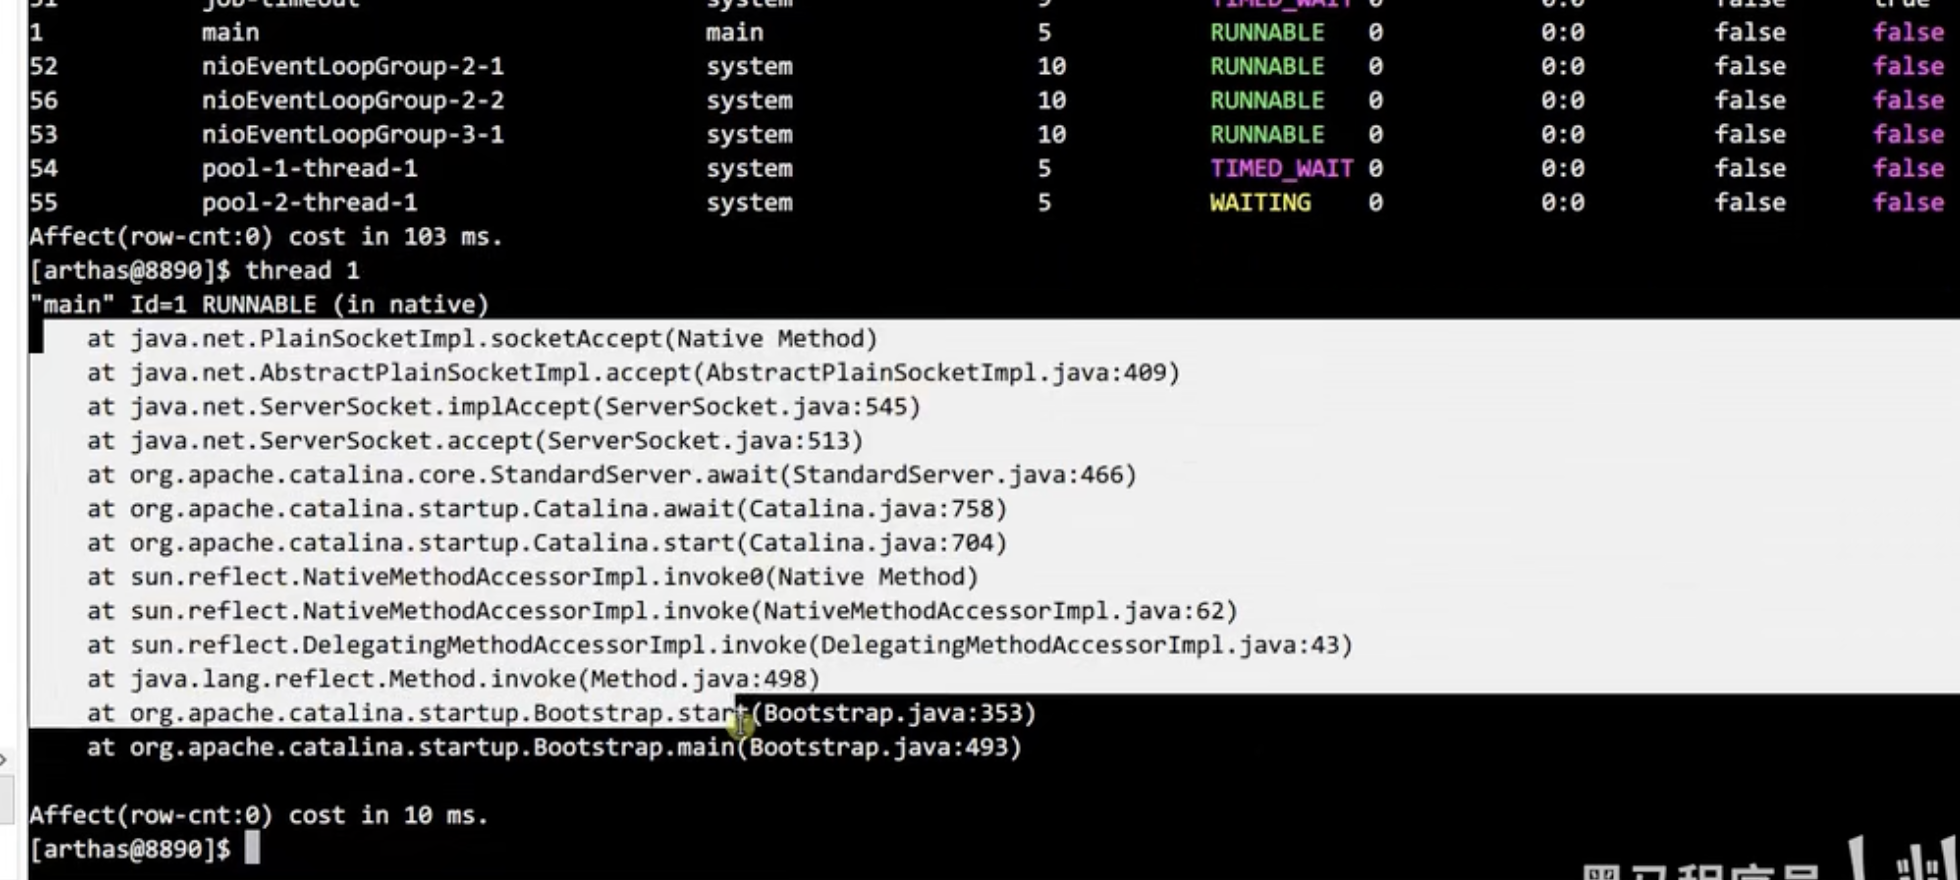 51 job-timeout system 9 TIMED_WAIT 0 0:0 false true
1 main main 5 RUNNABLE 0 0:0 false false
52 nioEventLoopGroup-2-1 system 10 RUNNABLE 0 0:0 false false
56 nioEventLoopGroup-2-2 system 10 RUNNABLE 0 0:0 false false
53 nioEventLoopGroup-3-1 system 10 RUNNABLE 0 0:0 false false
54 pool-1-thread-1 system 5 TIMED_WAIT 0 0:0 false false
55 pool-2-thread-1 system 5 WAITING 0 0:0 false false
Affect(row-cnt:0) cost in 103 ms.
[arthas@8890]$ thread 1
"main" Id=1 RUNNABLE (in native)
at java.net.PlainSocketImpl.socketAccept(Native Method)
at java.net.AbstractPlainSocketImpl.accept(AbstractPlainSocketImpl.java:409)
at java.net.ServerSocket.implAccept(ServerSocket.java:545)
at java.net.ServerSocket.accept(ServerSocket.java:513)
at org.apache.catalina.core.StandardServer.await(StandardServer.java:466)
at org.apache.catalina.startup.Catalina.await(Catalina.java:758)
at org.apache.catalina.startup.Catalina.start(Catalina.java:704)
at sun.reflect.NativeMethodAccessorImpl.invoke0(Native Method)
at sun.reflect.NativeMethodAccessorImpl.invoke(NativeMethodAccessorImpl.java:62)
at sun.reflect.DelegatingMethodAccessorImpl.invoke(DelegatingMethodAccessorImpl.java:43)
at java.lang.reflect.Method.invoke(Method.java:498)
at org.apache.catalina.startup.Bootstrap.start(Bootstrap.java:353)
at org.apache.catalina.startup.Bootstrap.main(Bootstrap.java:493)
Affect(row-cnt:0) cost in 10 ms.
[arthas@8890]$
黑马程序员